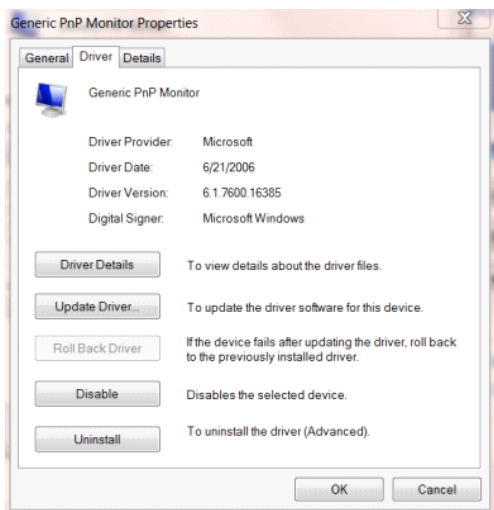 Generic PnP Monitor Properties
General Driver Details
Generic PnP Monitor
Driver Provider: Microsoft
Driver Date: 6/21/2006
Driver Version: 6.1.7600.16385
Digital Signer: Microsoft Windows
Driver Details To view details about the driver files.
Update Driver... To update the driver software for this device.
Roll Back Driver If the device fails after updating the driver, roll back
to the previously installed driver.
Disable Disables the selected device.
Uninstall To uninstall the driver (Advanced).
OK Cancel